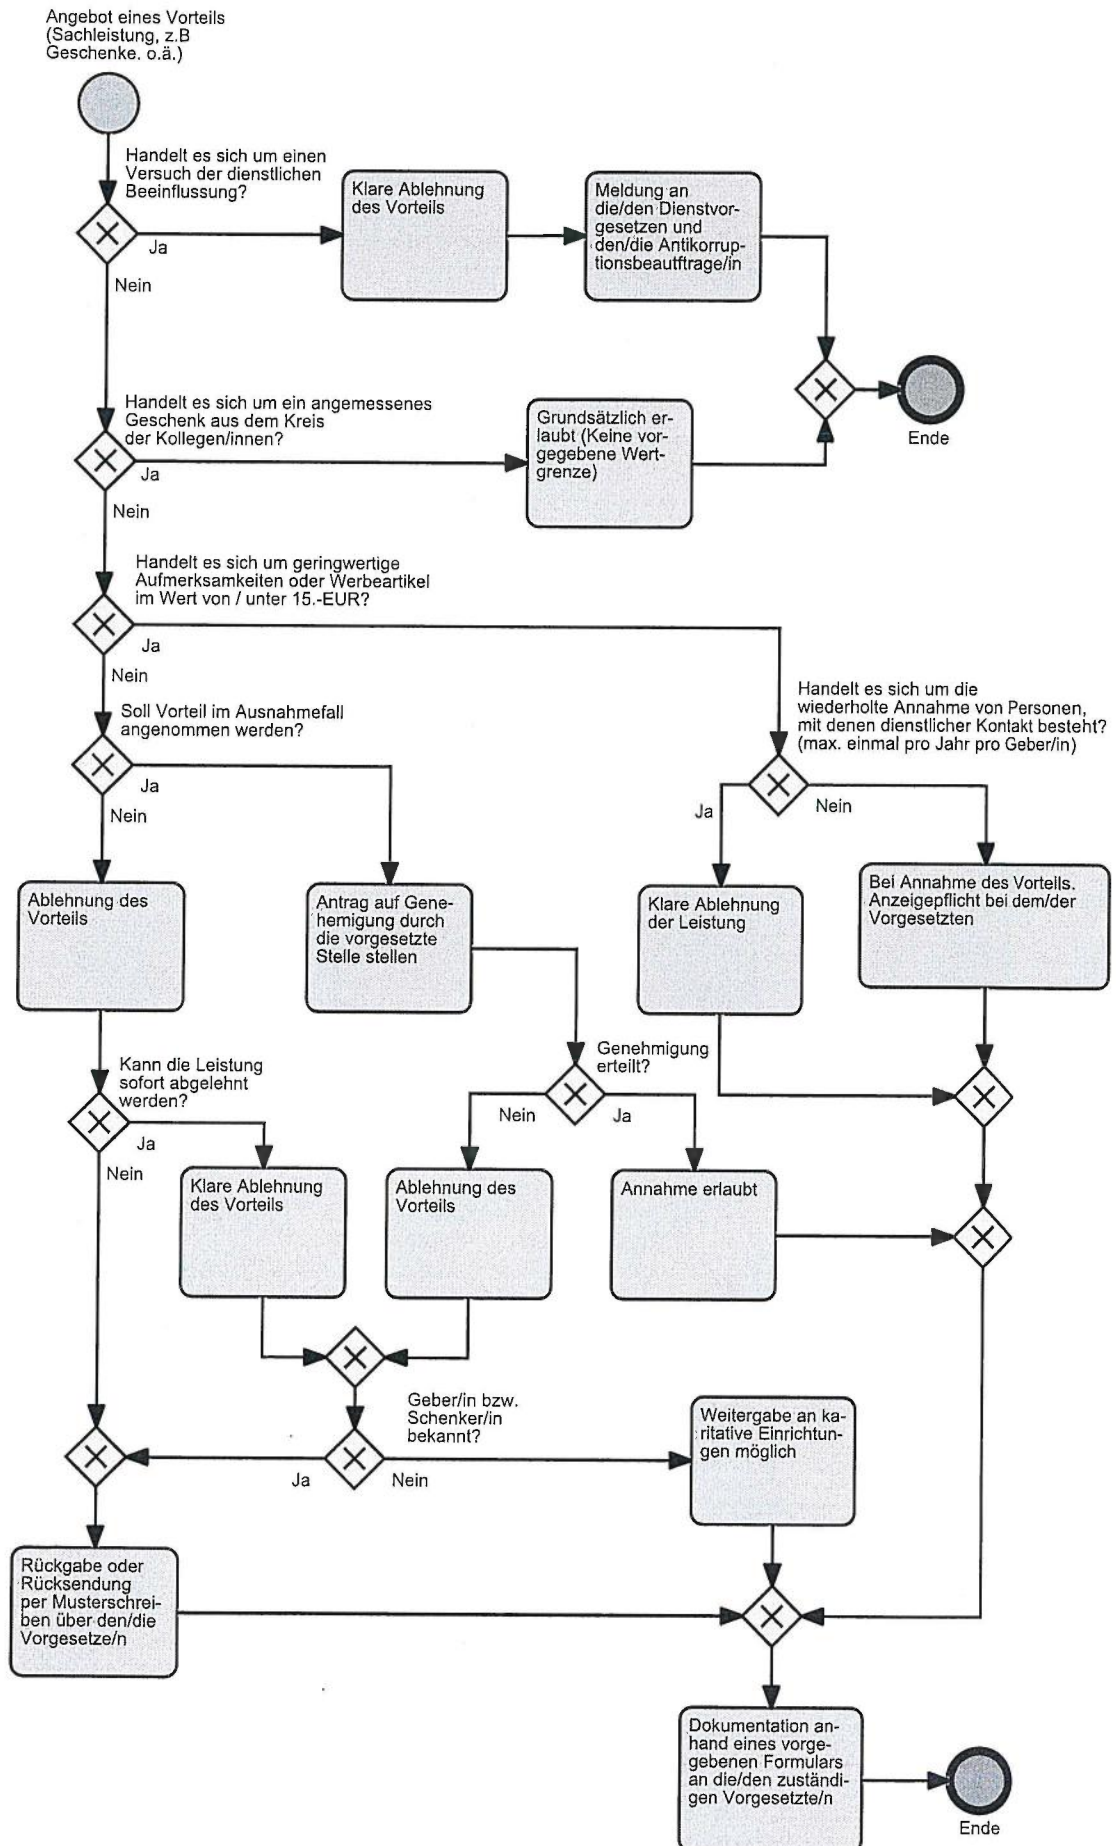 Angebot eines Vorteils
(Sachleistung, z.B
Geschenke. o.ä.)
Handelt es sich um einen
Versuch der dienstlichen
Beeinflussung?
Ja
Nein
Klare Ablehnung
des Vorteils
Meldung an
die/den Dienstvor-
gesetzen und
den/die Antikorrup-
tionsbeautftrage/in
Ende
Handelt es sich um ein angemessenes
Geschenk aus dem Kreis
der Kollegen/innen?
Ja
Nein
Grundsätzlich er-
laubt (Keine vor-
gegebene Wert-
grenze)
Handelt es sich um geringwertige
Aufmerksamkeiten oder Werbeartikel
im Wert von / unter 15.-EUR?
Ja
Nein
Soll Vorteil im Ausnahmefall
angenommen werden?
Ja
Nein
Handelt es sich um die
wiederholte Annahme von Personen,
mit denen dienstlicher Kontakt besteht?
(max. einmal pro Jahr pro Geber/in)
Ja
Nein
Ablehnung des
Vorteils
Antrag auf Gene-
hemigung durch
die vorgesetzte
Stelle stellen
Klare Ablehnung
der Leistung
Bei Annahme des Vorteils.
Anzeigepflicht bei dem/der
Vorgesetzten
Kann die Leistung
sofort abgelehnt
werden?
Ja
Nein
Genehmigung
erteilt?
Nein
Ja
Klare Ablehnung
des Vorteils
Ablehnung des
Vorteils
Annahme erlaubt
Geber/in bzw.
Schenker/in
bekannt?
Ja
Nein
Weitergabe an ka-
ritative Einrichtun-
gen möglich
Rückgabe oder
Rücksendung
per Musterschrei-
ben über den/die
Vorgesetze/n
Dokumentation an-
hand eines vorge-
gebenen Formulars
an die/den zuständi-
gen Vorgesetzte/n
Ende